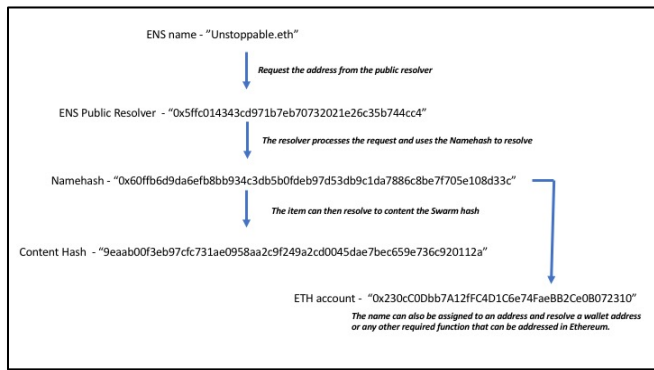 ENS name - "Unstoppable.eth"
Request the address from the public resolver
ENS Public Resolver - "0x5ffc014343cd971b7eb70732021e26c35b744cc4"
The resolver processes the request and uses the Namehash to resolve
Namehash - "0x60ffb6d9da6efb8bb934c3db5b0fdeb97d53db9c1da7886c8be7f705e108d33c"
The item can then resolve to content the Swarm hash
Content Hash - "9eaab00f3eb97cfc731ae0958aa2c9f249a2cd0045dae7bec659e736c920112a"
ETH account - "0x230cC0Dbb7A12fFC4D1C6e74FaeBB2Ce0B072310"
The name can also be assigned to an address and resolve a wallet address
or any other required function that can be addressed in Ethereum.